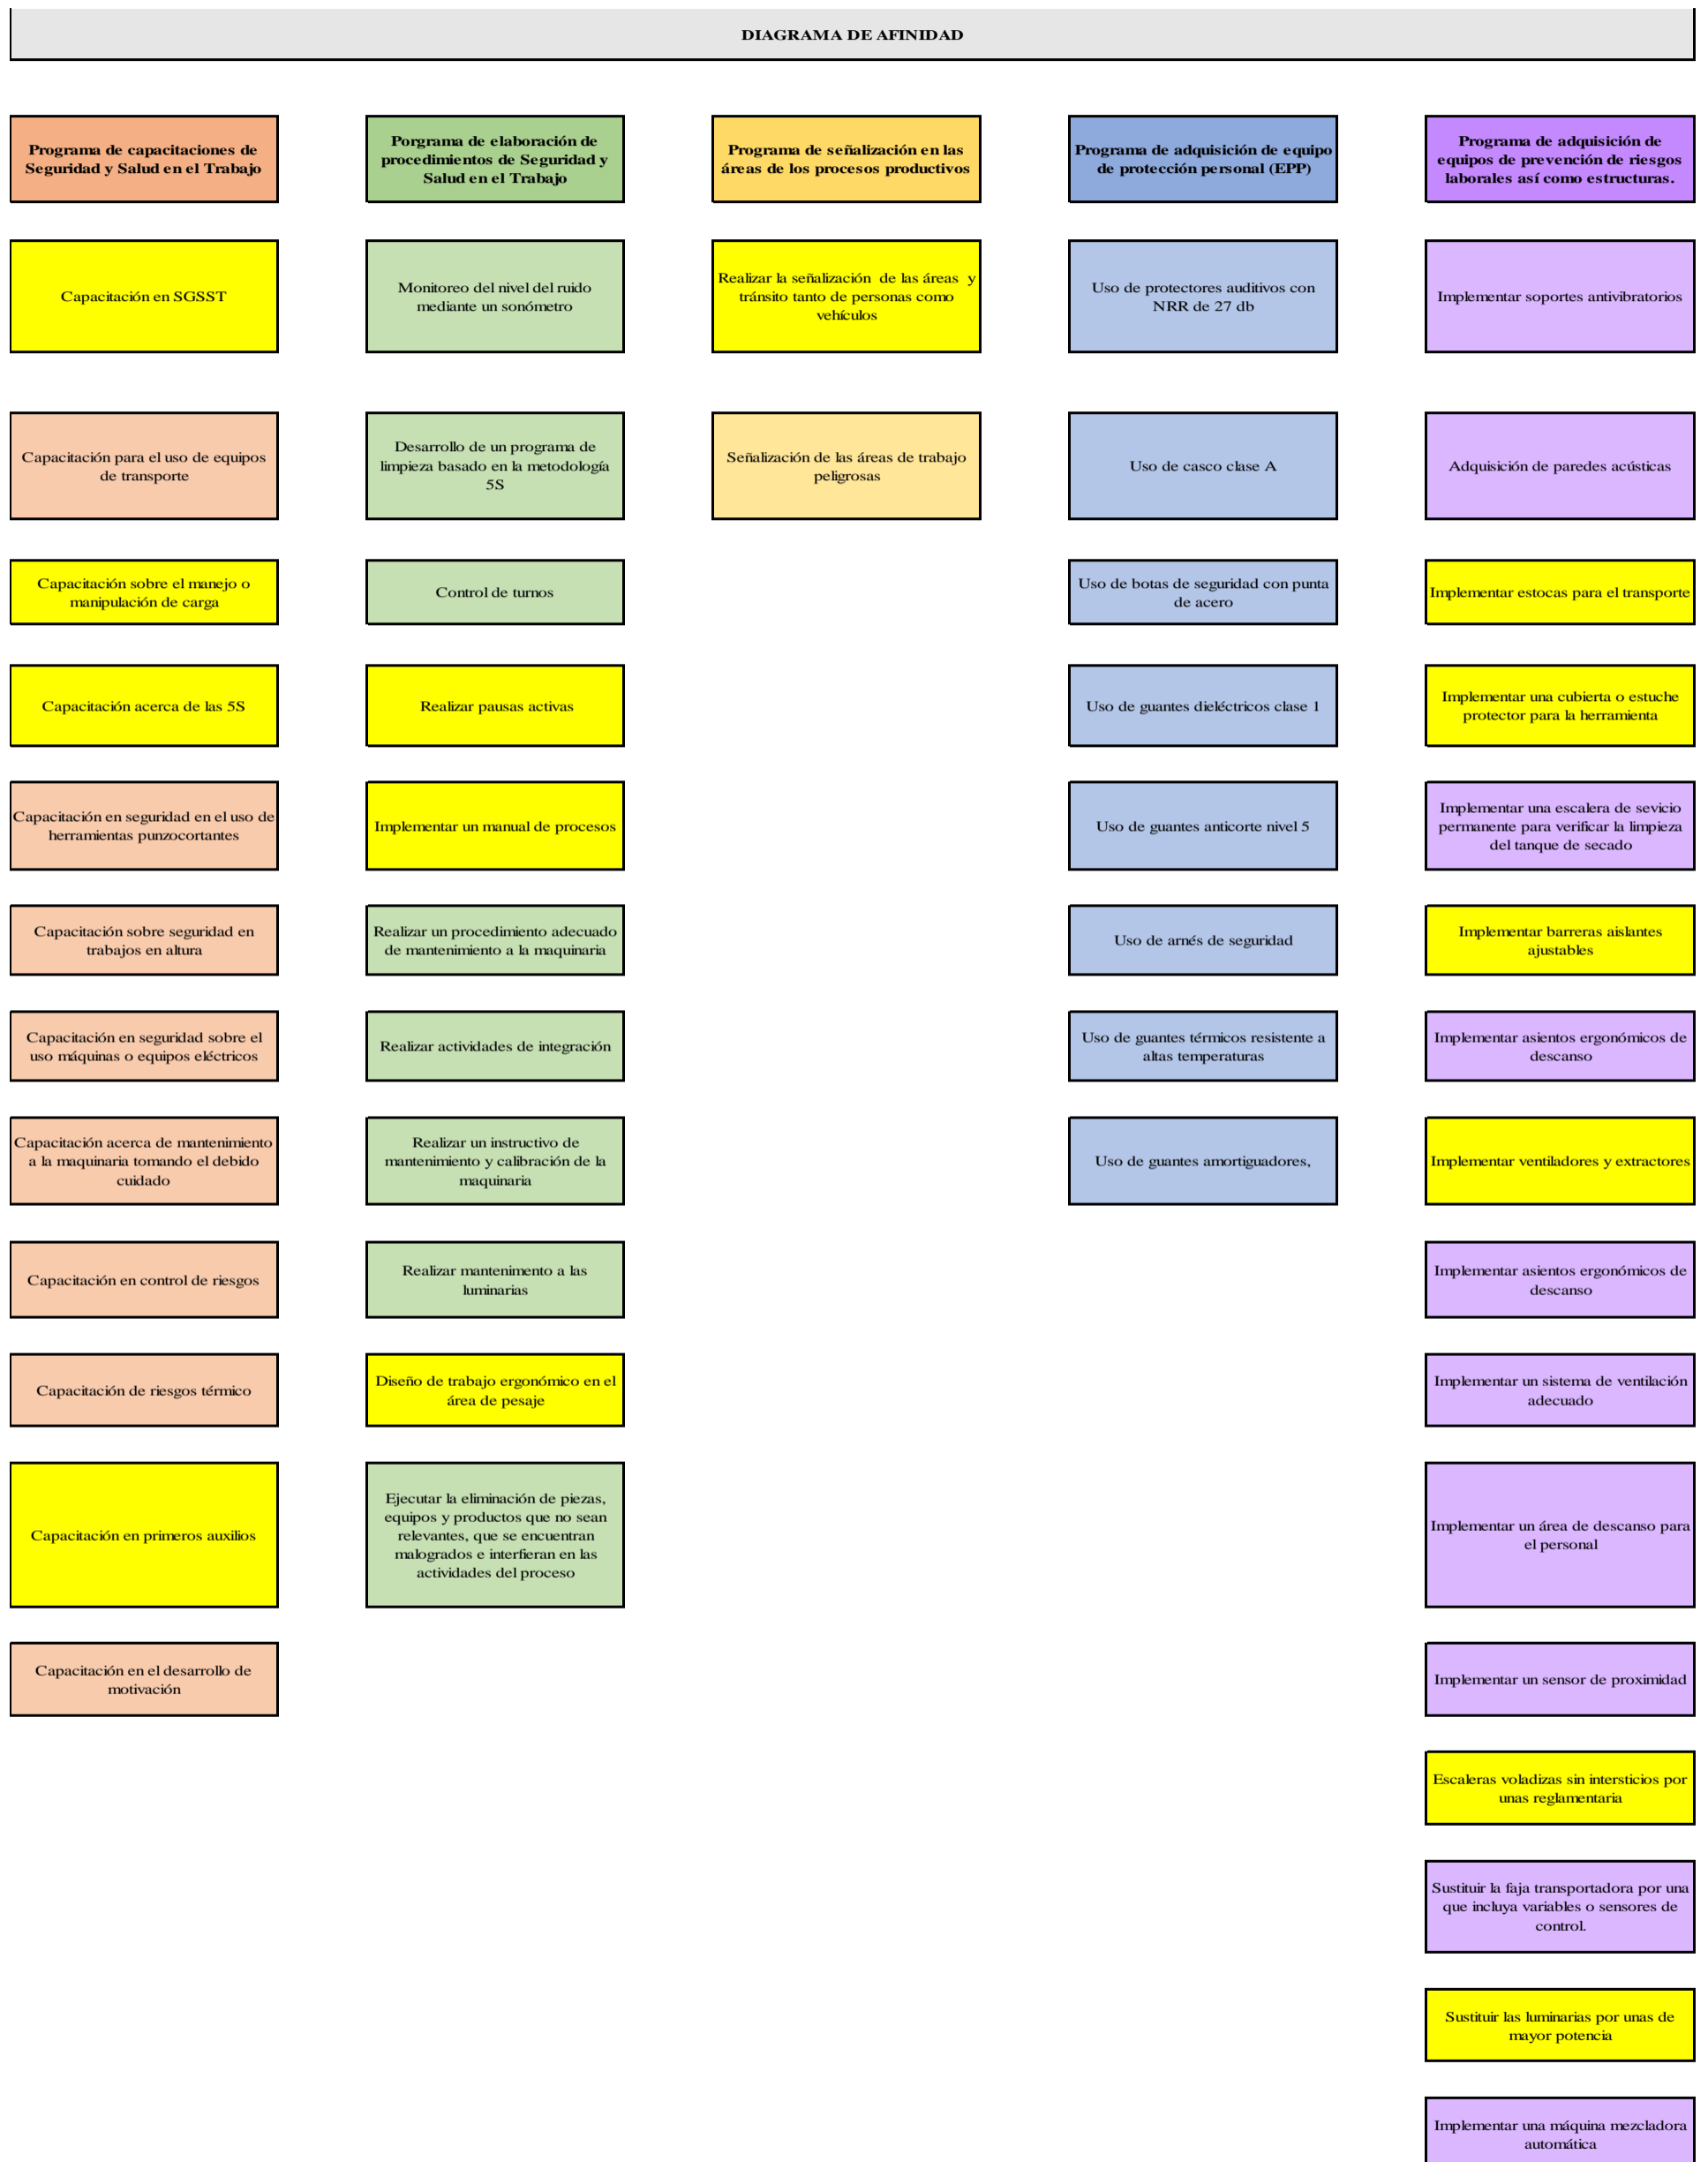 DIAGRAMA DE AFINIDAD
Programa de capacitaciones de
Seguridad y Salud en el Trabajo
Capacitación en SGSST
Capacitación para el uso de equipos
de transporte
Capacitación sobre el manejo o
manipulación de carga
Capacitación acerca de las 5S
Capacitación en seguridad en el uso de
herramientas punzocortantes
Capacitación sobre seguridad en
trabajos en altura
Capacitación en seguridad sobre el
uso máquinas o equipos eléctricos
Capacitación acerca de mantenimiento
a la maquinaria tomando el debido
cuidado
Capacitación en control de riesgos
Capacitación de riesgos térmico
Capacitación en primeros auxilios
Capacitación en el desarrollo de
motivación
Porgrama de elaboración de
procedimientos de Seguridad y
Salud en el Trabajo
Monitoreo del nivel del ruido
mediante un sonómetro
Desarrollo de un programa de
limpieza basado en la metodología
5S
Control de turnos
Realizar pausas activas
Implementar un manual de procesos
Realizar un procedimiento adecuado
de mantenimiento a la maquinaria
Realizar actividades de integración
Realizar un instructivo de
mantenimiento y calibración de la
maquinaria
Realizar mantenimento a las
luminarias
Diseño de trabajo ergonómico en el
área de pesaje
Ejecutar la eliminación de piezas,
equipos y productos que no sean
relevantes, que se encuentran
malogrados e interfieran en las
actividades del proceso
Programa de señalización en las
áreas de los procesos productivos
Realizar la señalización de las áreas y
tránsito tanto de personas como
vehículos
Señalización de las áreas de trabajo
peligrosas
Programa de adquisición de equipo
de protección personal (EPP)
Uso de protectores auditivos con
NRR de 27 db
Uso de casco clase A
Uso de botas de seguridad con punta
de acero
Uso de guantes dieléctricos clase 1
Uso de guantes anticorte nivel 5
Uso de arnés de seguridad
Uso de guantes térmicos resistente a
altas temperaturas
Uso de guantes amortiguadores,
Programa de adquisición de
equipos de prevención de riesgos
laborales así como estructuras.
Implementar soportes antivibratorios
Adquisición de paredes acústicas
Implementar estocas para el transporte
Implementar una cubierta o estuche
protector para la herramienta
Implementar una escalera de sevicio
permanente para verificar la limpieza
del tanque de secado
Implementar barreras aislantes
ajustables
Implementar asientos ergonómicos de
descanso
Implementar ventiladores y extractores
Implementar asientos ergonómicos de
descanso
Implementar un sistema de ventilación
adecuado
Implementar un área de descanso para
el personal
Implementar un sensor de proximidad
Escaleras voladizas sin intersticios por
unas reglamentaria
Sustituir la faja transportadora por una
que incluya variables o sensores de
control.
Sustituir las luminarias por unas de
mayor potencia
Implementar una máquina mezcladora
automática